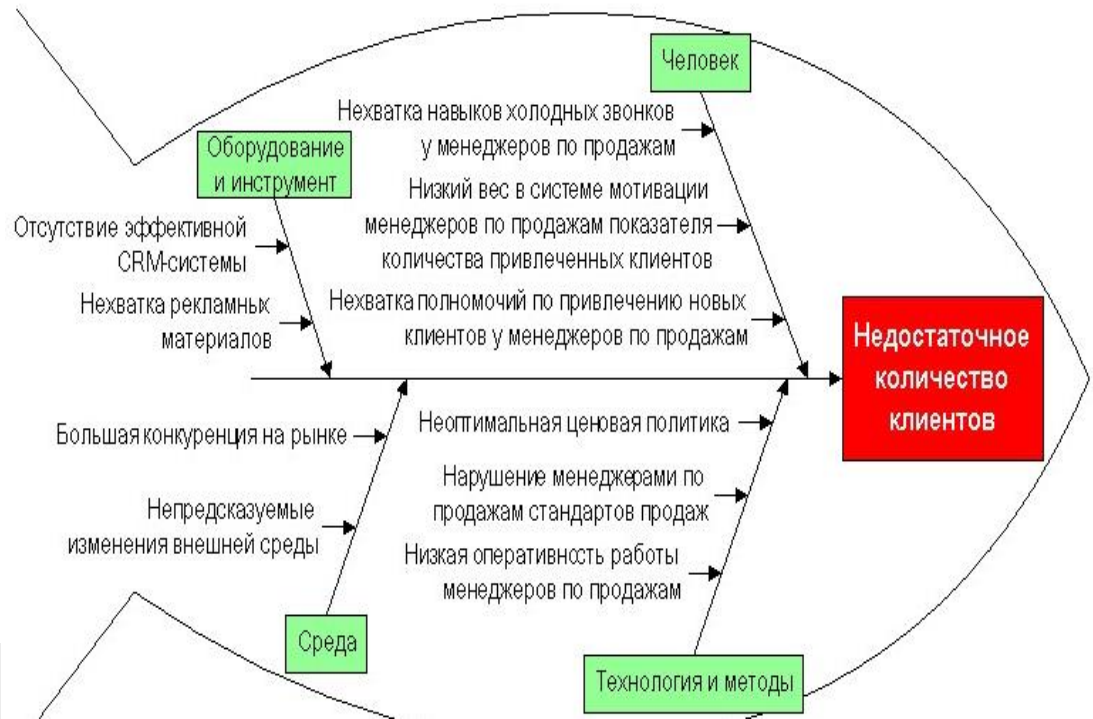 Человек
Нехватка навыков холодных звонков
у менеджеров по продажам
Низкий вес в системе мотивации
менеджеров по продажам показателя
количества привлеченных клиентов
Нехватка полномочий по привлечению новых
клиентов у менеджеров по продажам
Оборудование
и инструмент
Отсутствие эффективной
CRM-системы
Нехватка рекламных
материалов
Недостаточное
количество
клиентов
Большая конкуренция на рынке
Непредсказуемые
изменения внешней среды
Среда
Неоптимальная ценовая политика
Нарушение менеджерами по
продажам стандартов продаж
Низкая оперативность работы
менеджеров по продажам
Технология и методы